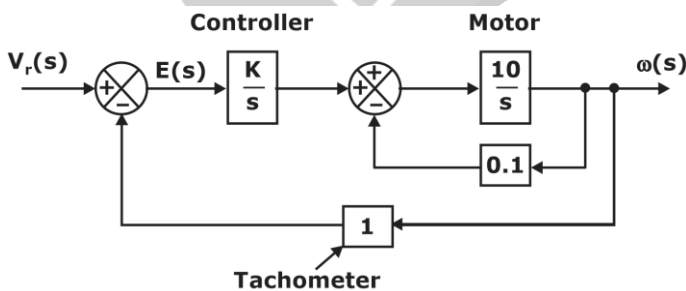 Controller
Motor
Vr(s)
+
−
E(s)
K
s
+
+
−
10
s
ω(s)
0.1
1
Tachometer